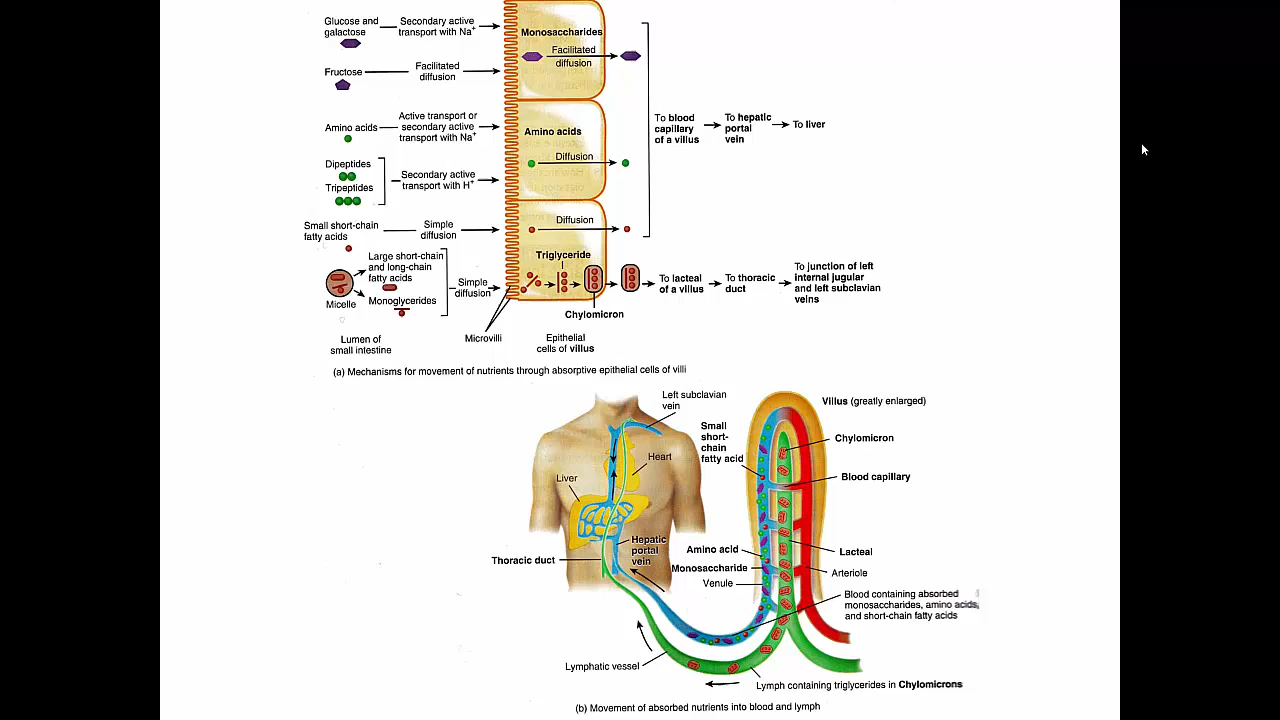 Glucose and
galactose
Secondary active
transport with Na+
Monosaccharides
Facilitated
diffusion
Fructose
Facilitated
diffusion
To blood
capillary
of a villus
To hepatic
portal
vein
To liver
Amino acids
Active transport or
secondary active
transport with Na+
Amino acids
Diffusion
Dipeptides
Tripeptides
Secondary active
transport with H+
Small short-chain
fatty acids
Simple
diffusion
Diffusion
Triglyceride
Large short-chain
and long-chain
fatty acids
Micelle
Monoglycerides
Simple
diffusion
To lacteal
of a villus
To thoracic
duct
To junction of left
internal jugular
and left subclavian
veins
Chylomicron
Lumen of
small intestine
Microvilli
Epithelial
cells of villus
(a) Mechanisms for movement of nutrients through absorptive epithelial cells of villi
Left subclavian
vein
Heart
Liver
Hepatic
portal
vein
Thoracic duct
Small
short-
chain
fatty acid
Villus (greatly enlarged)
Chylomicron
Blood capillary
Amino acid
Monosaccharide
Venule
Lacteal
Arteriole
Blood containing absorbed
monosaccharides, amino acids,
and short-chain fatty acids
Lymphatic vessel
Lymph containing triglycerides in Chylomicrons
(b) Movement of absorbed nutrients into blood and lymph